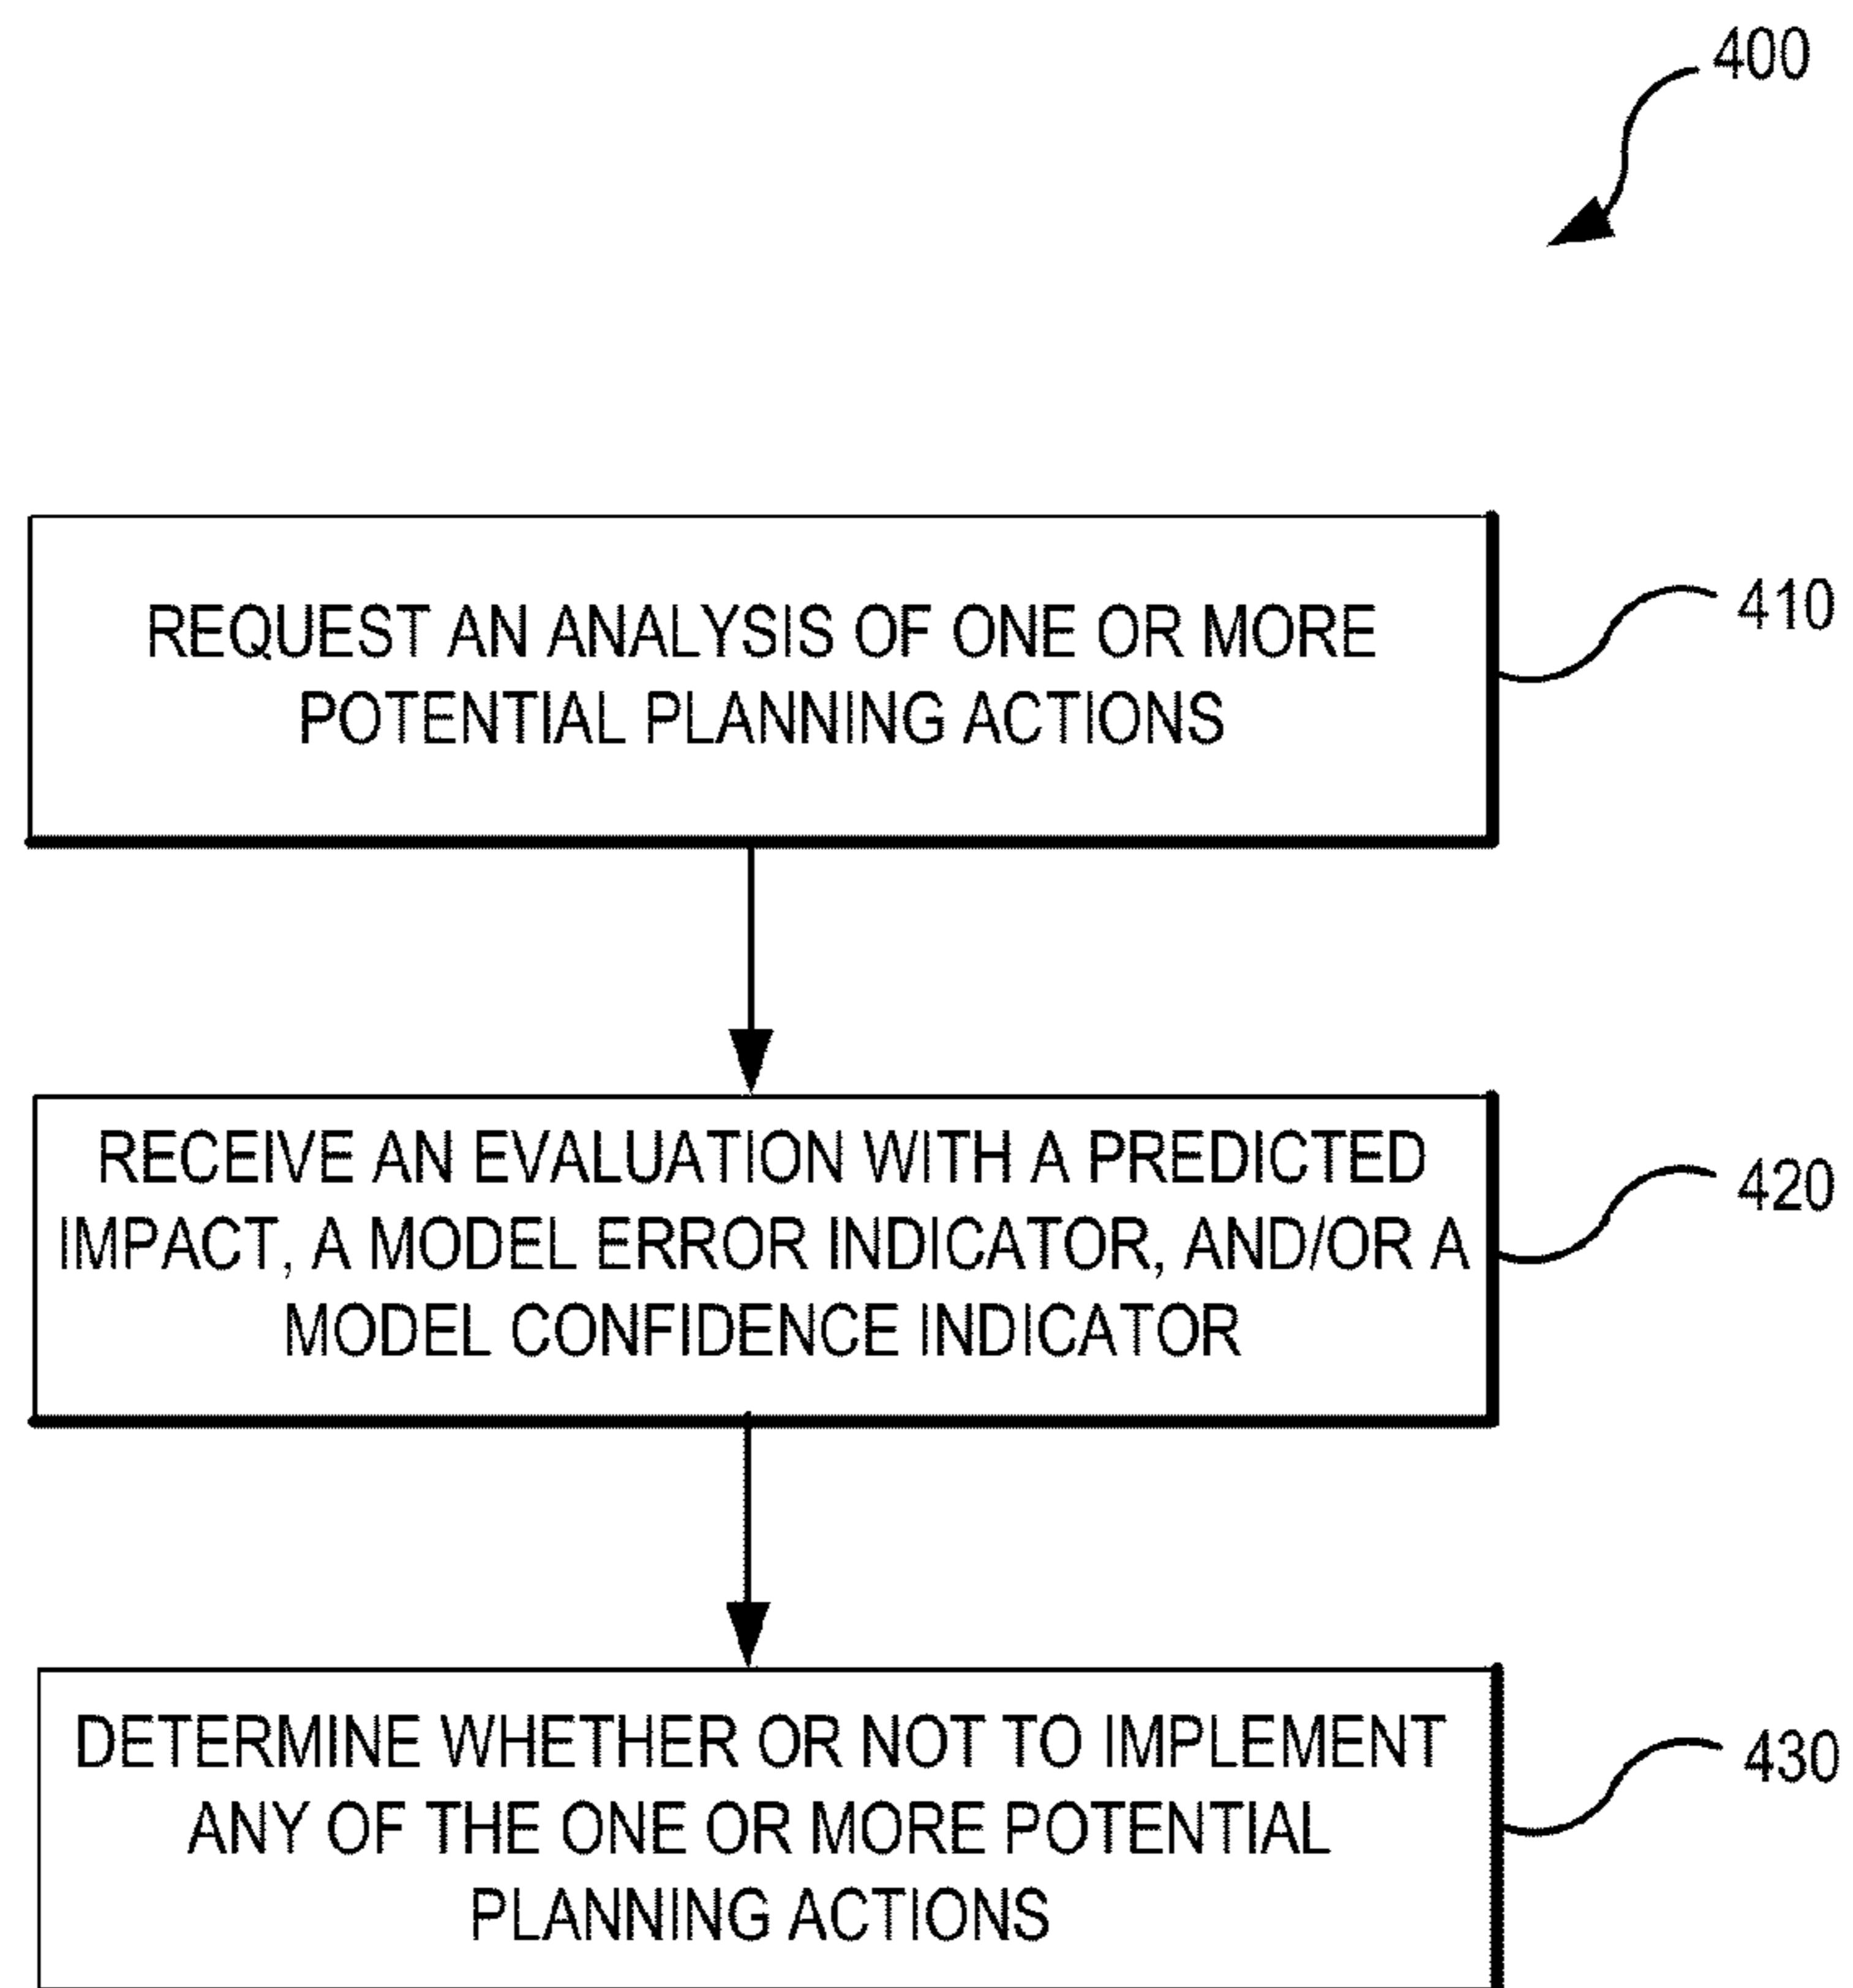 400
REQUEST AN ANALYSIS OF ONE OR MORE
POTENTIAL PLANNING ACTIONS
410
RECEIVE AN EVALUATION WITH A PREDICTED
IMPACT, A MODEL ERROR INDICATOR, AND/OR A
MODEL CONFIDENCE INDICATOR
420
DETERMINE WHETHER OR NOT TO IMPLEMENT
ANY OF THE ONE OR MORE POTENTIAL
PLANNING ACTIONS
430